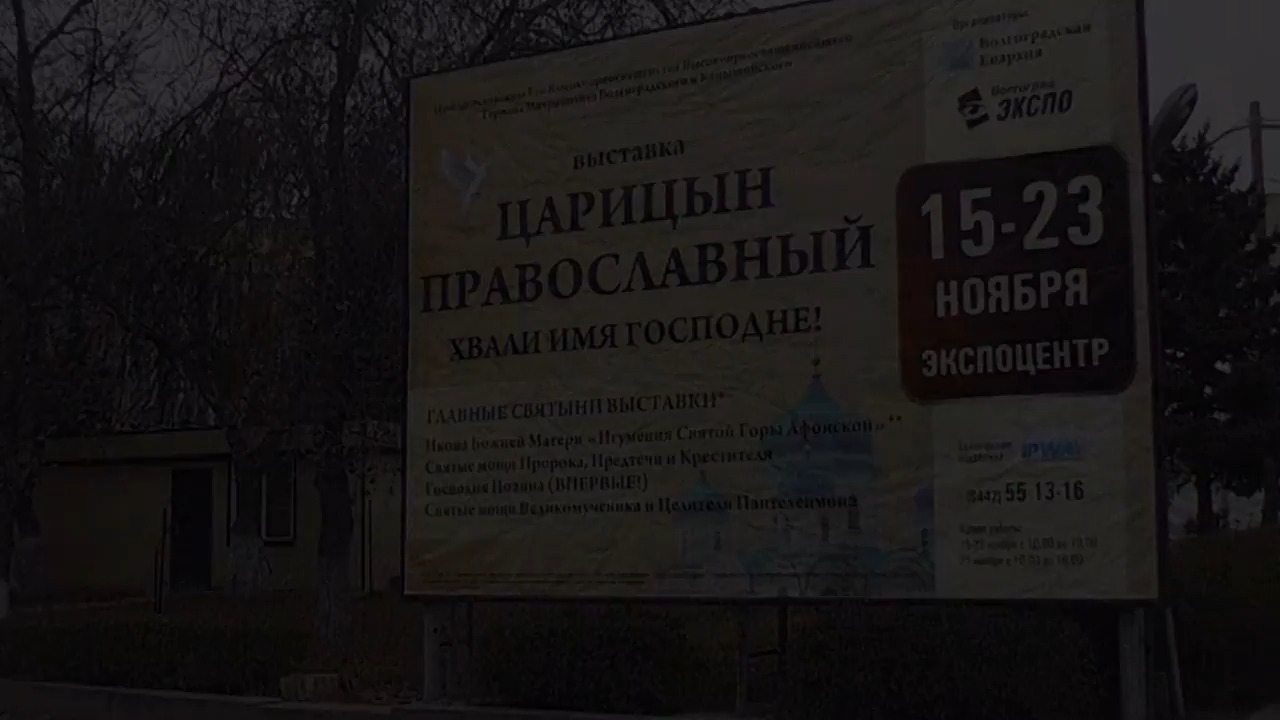 выставка
ЦАРИЦЫН
ПРАВОСЛАВНЫЙ
ХВАЛИ ИМЯ ГОСПОДНЕ!
ГЛАВНЫЕ СВЯТЫНИ ВЫСТАВКИ*
Икона Божией Матери «Игумения Святой Горы Афонской»**
Святые мощи Пророка, Предтечи и Крестителя
Господня Иоанна (ВПЕРВЫЕ!)
Святые мощи Великомученика и Целителя Пантелеимона
Организаторы:
Волгоградская
Епархия
Волгоград
ЭКСПО
15-23
НОЯБРЯ
ЭКСПОЦЕНТР
(8442) 55 13-16